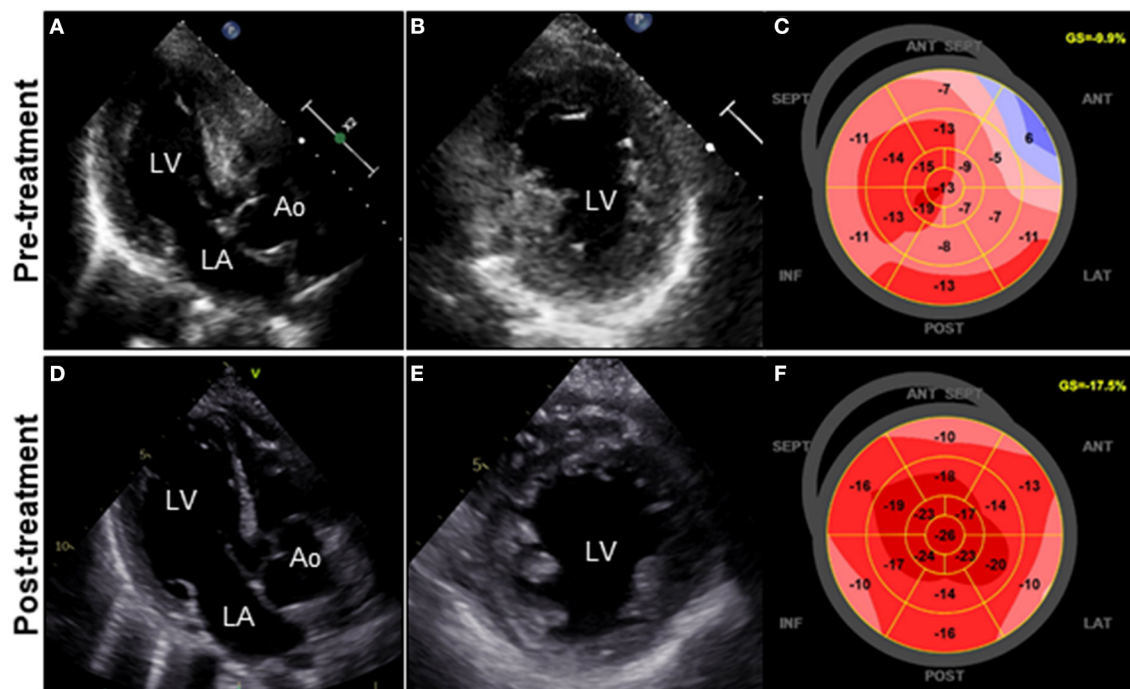 Pre-treatment
A
LV
Ao
LA
B
P
LV
C
GS=-9.9%
ANT SEPT
SEPT
ANT
-7
6
-11
-13
-5
-14
-15
-9
-13
-13
-19
-7
-7
-11
-8
-11
-13
INF
LAT
POST
Post-treatment
D
V
5
LV
10
Ao
LA
E
5
LV
F
GS=-17.5%
ANT SEPT
SEPT
ANT
-10
-16
-18
-13
-19
-14
-23
-17
-26
-17
-24
-23
-20
-10
-14
-10
-16
INF
LAT
POST